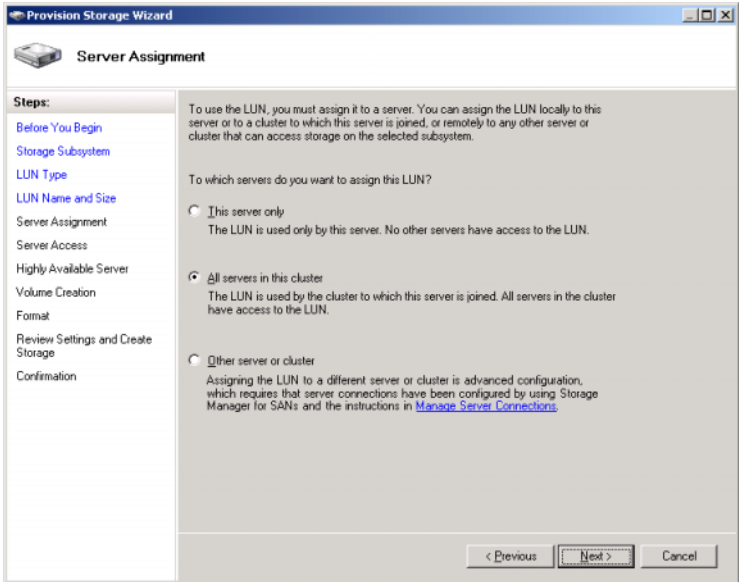 Provision Storage Wizard
Server Assignment
Steps:
Before You Begin
Storage Subsystem
LUN Type
LUN Name and Size
Server Assignment
Server Access
Highly Available Server
Volume Creation
Format
Review Settings and Create
Storage
Confirmation
To use the LUN, you must assign it to a server. You can assign the LUN locally to this
server or to a cluster to which this server is joined, or remotely to any other server or
cluster that can access storage on the selected subsystem.
To which servers do you want to assign this LUN?
This server only
The LUN is used only by this server. No other servers have access to the LUN.
All servers in this cluster
The LUN is used by the cluster to which this server is joined. All servers in the cluster
have access to the LUN.
Other server or cluster
Assigning the LUN to a different server or cluster is advanced configuration,
which requires that server connections have been configured by using Storage
Manager for SANs and the instructions in Manage Server Connections.
< Previous
Next >
Cancel